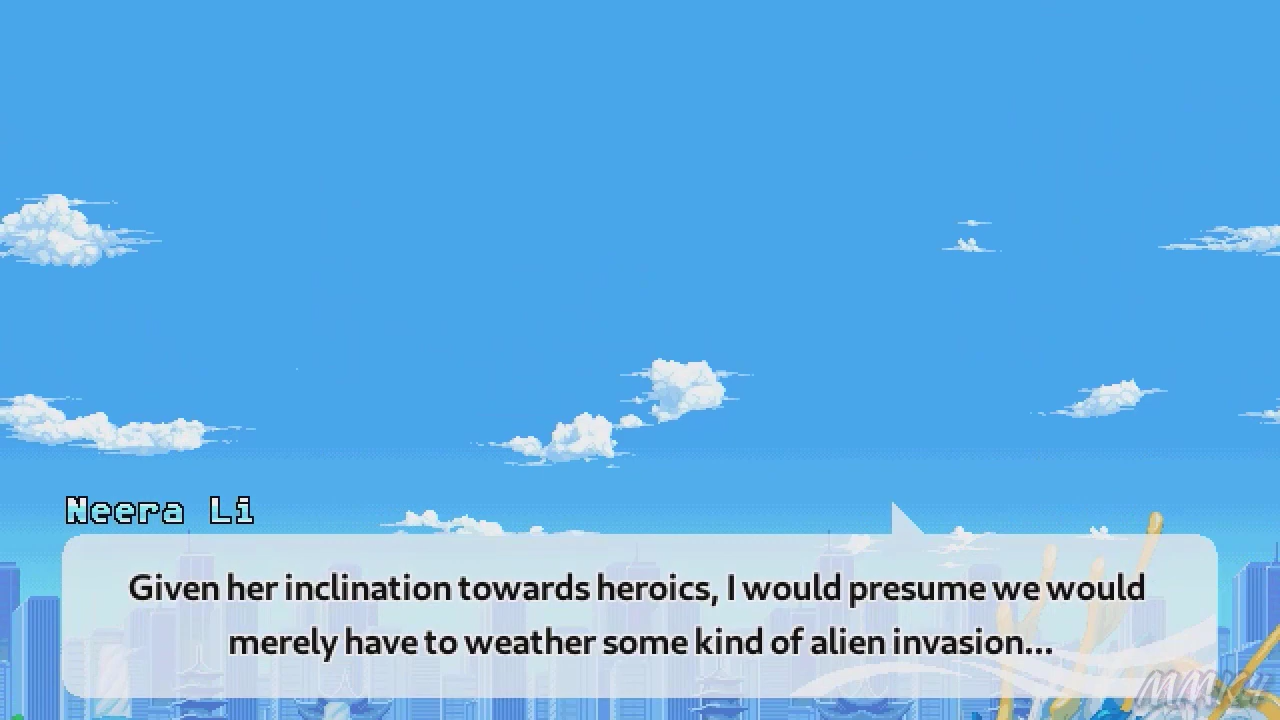 Neera Li
Given her inclination towards heroics, I would presume we would
merely have to weather some kind of alien invasion...